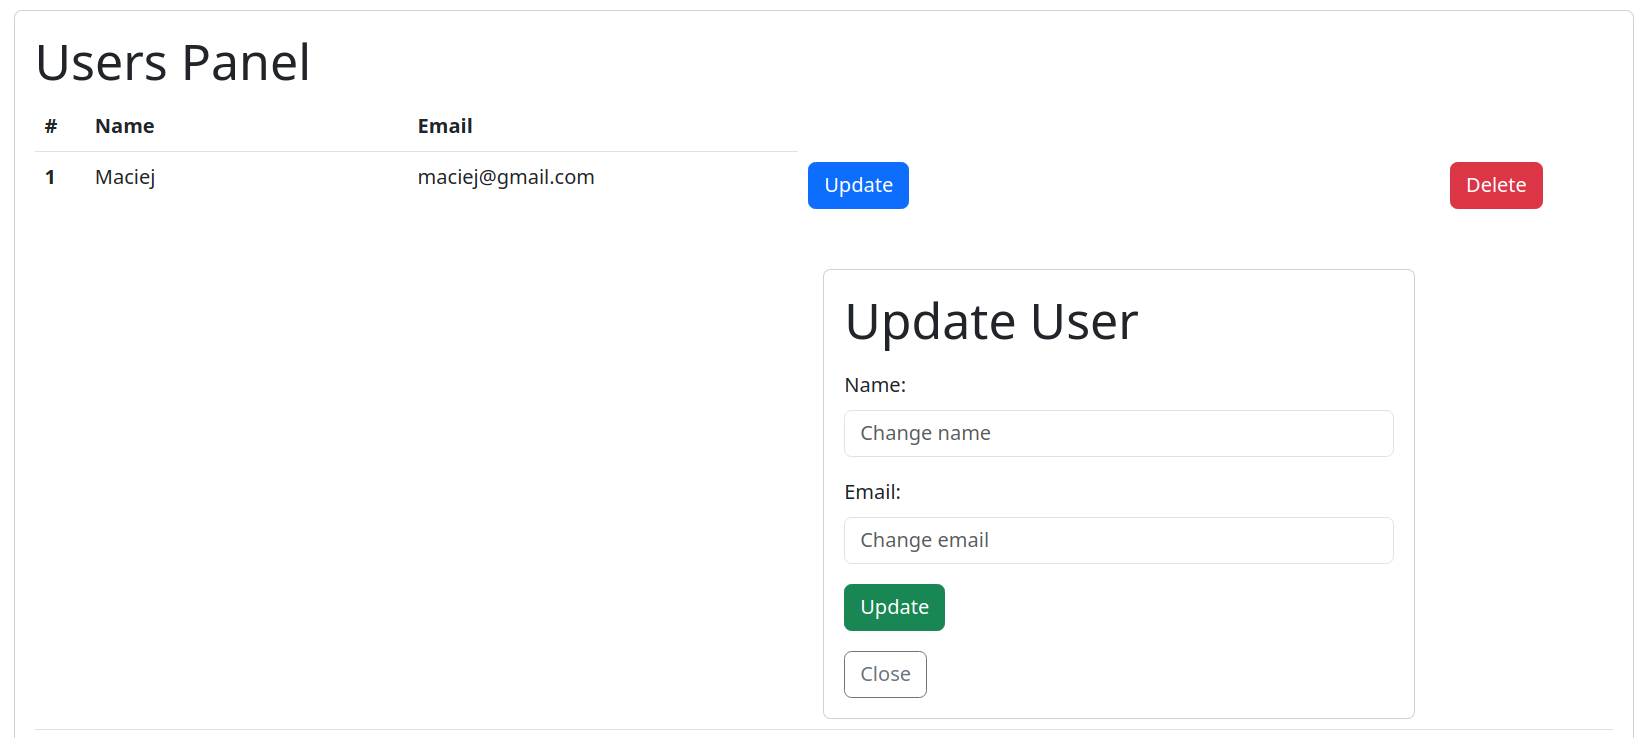 Users Panel
# Name Email
1 Maciej maciej@gmail.com Update Delete
Update User
Name:
Change name
Email:
Change email
Update
Close